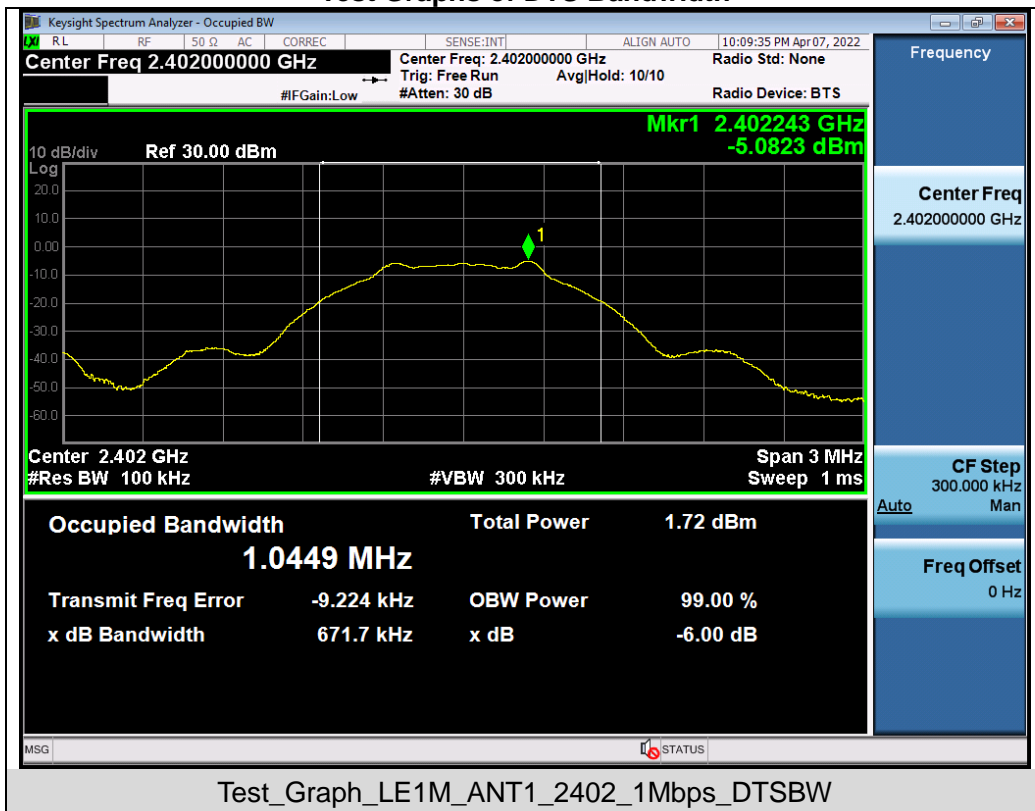 Test Graphs of DTS Bandwidth
Keysight Spectrum Analyzer - Occupied BW
LXI RL RF 50 Ω AC CORREC SENSE:INT ALIGN AUTO 10:09:35 PM Apr 07, 2022
Center Freq 2.402000000 GHz
Center Freq: 2.402000000 GHz Radio Std: None
Trig: Free Run Avg|Hold: 10/10
#IFGain:Low #Atten: 30 dB Radio Device: BTS
Frequency
Mkr1 2.402243 GHz
-5.0823 dBm
10 dB/div Ref 30.00 dBm
Log
20.0
10.0
0.00
-10.0
-20.0
-30.0
-40.0
-50.0
-60.0
1
Center 2.402 GHz Span 3 MHz
#Res BW 100 kHz #VBW 300 kHz Sweep 1 ms
Center Freq
2.402000000 GHz
CF Step
300.000 kHz
Auto Man
Freq Offset
0 Hz
Occupied Bandwidth Total Power 1.72 dBm
1.0449 MHz
Transmit Freq Error -9.224 kHz OBW Power 99.00 %
x dB Bandwidth 671.7 kHz x dB -6.00 dB
MSG STATUS
Test_Graph_LE1M_ANT1_2402_1Mbps_DTSBW